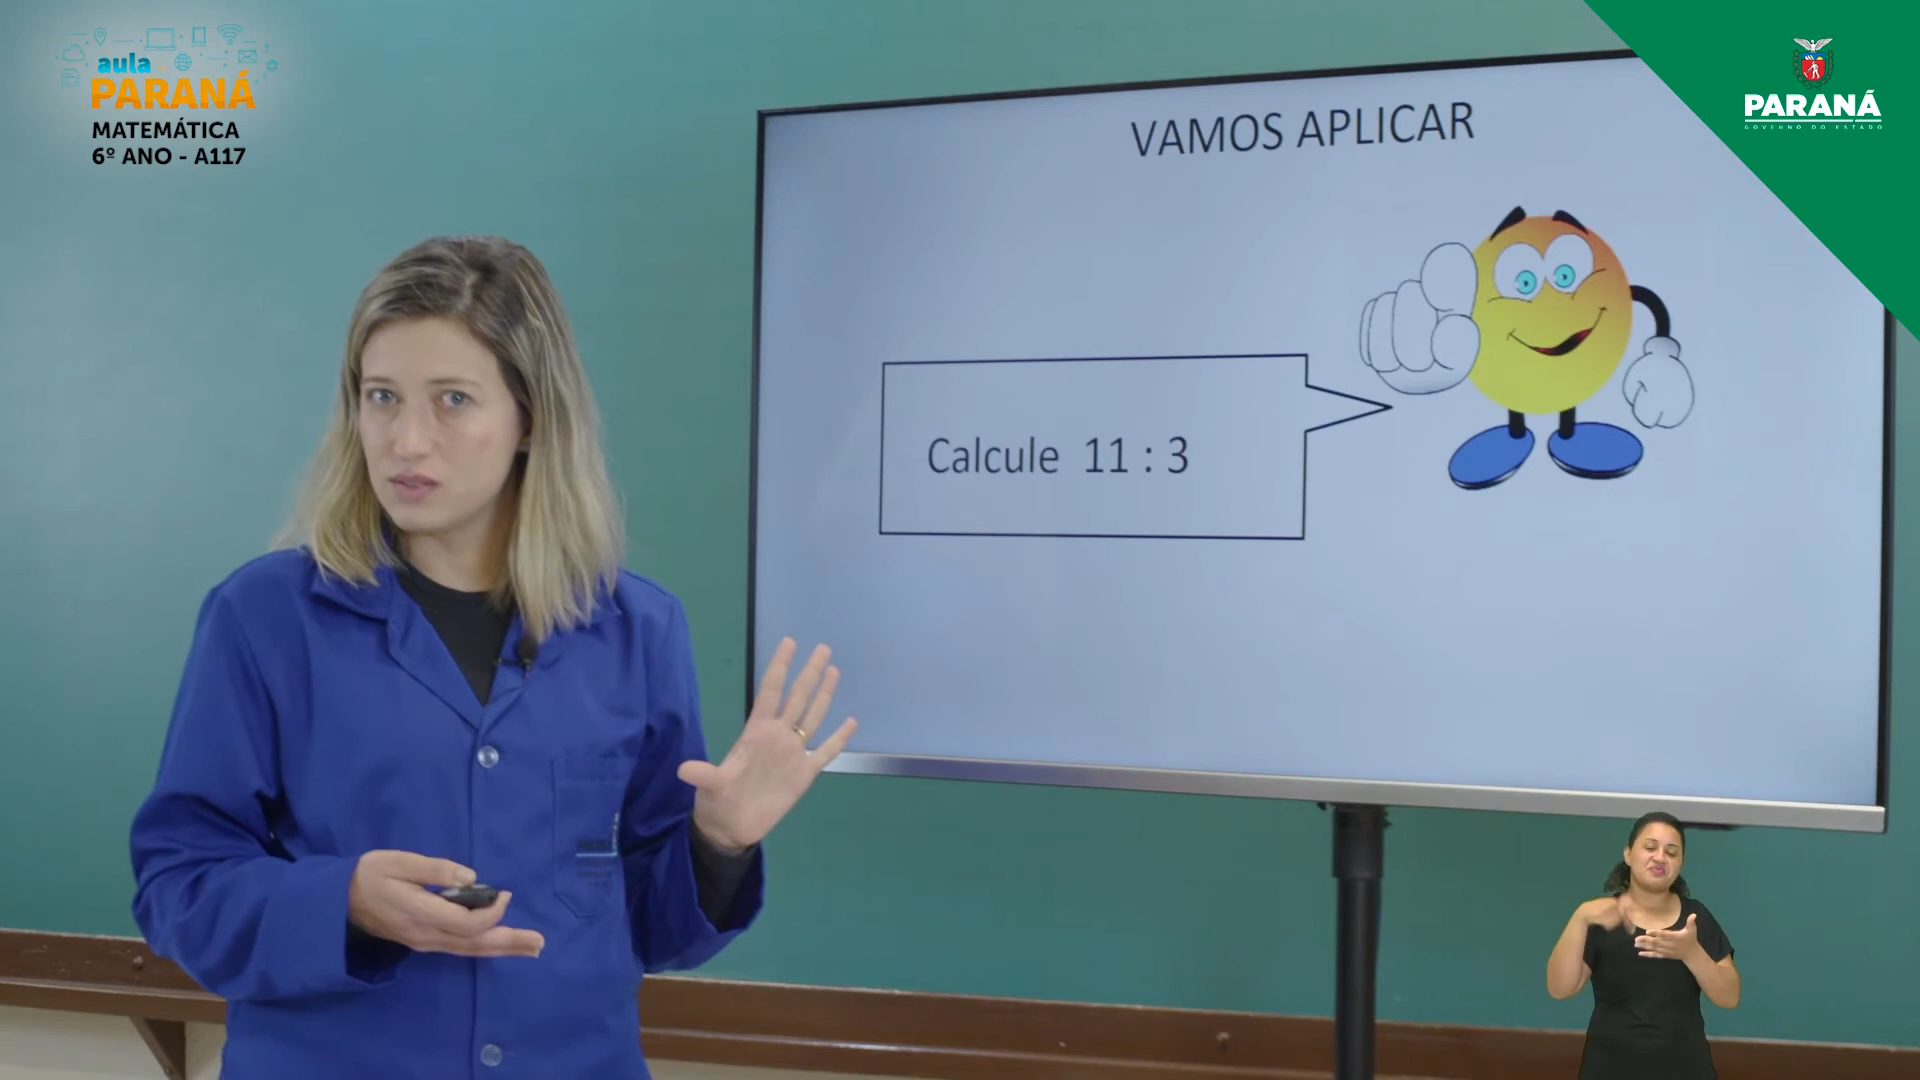 aula
PARANÁ
MATEMÁTICA
6º ANO - A117
VAMOS APLICAR
Calcule 11 : 3
PARANÁ
GOVERNO DO ESTADO